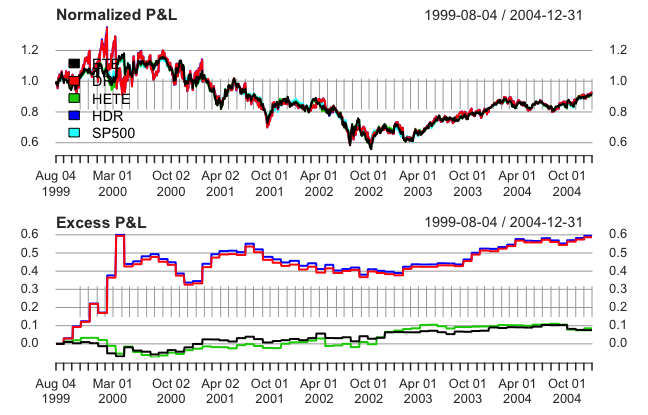 Normalized P&L 1999-08-04 / 2004-12-31
1.2 1.2
1.0 1.0
0.8 0.8
0.6 0.6
ETE
DR
HETE
HDR
SP500
Aug 04 Mar 01 Oct 02 Apr 02 Oct 01 Apr 01 Oct 01 Apr 01 Oct 01 Apr 01 Oct 01
1999 2000 2000 2001 2001 2002 2002 2003 2003 2004 2004
Excess P&L 1999-08-04 / 2004-12-31
0.6 0.6
0.5 0.5
0.4 0.4
0.3 0.3
0.2 0.2
0.1 0.1
0.0 0.0
Aug 04 Mar 01 Oct 02 Apr 02 Oct 01 Apr 01 Oct 01 Apr 01 Oct 01 Apr 01 Oct 01
1999 2000 2000 2001 2001 2002 2002 2003 2003 2004 2004